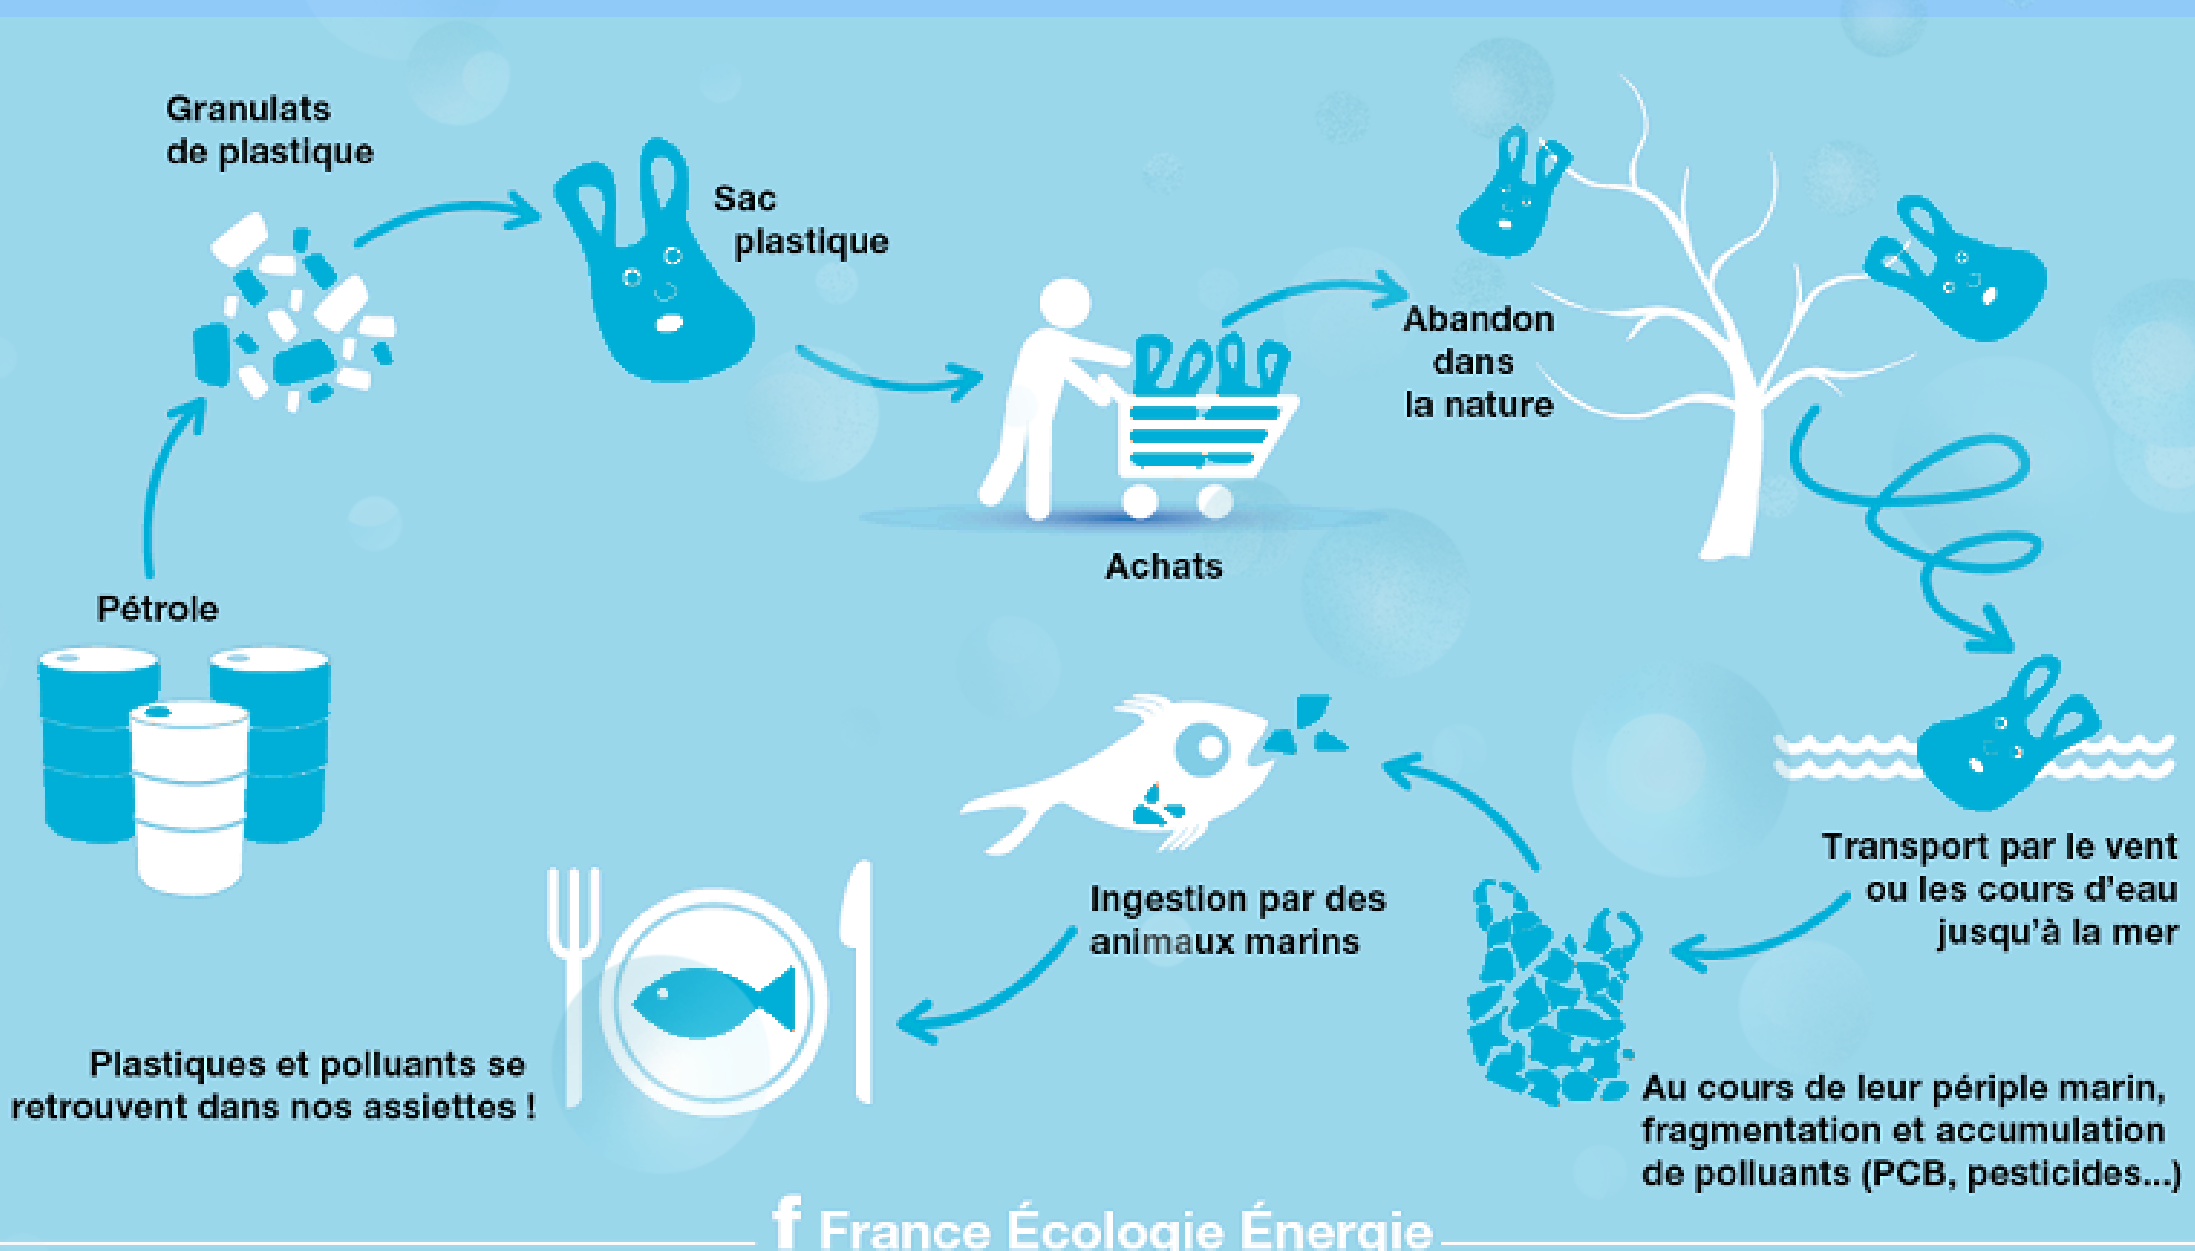 Granulats
de plastique
Sac
plastique
Abandon
dans
la nature
Achats
Pétrole
Transport par le vent
ou les cours d'eau
jusqu'à la mer
Ingestion par des
animaux marins
Plastiques et polluants se
retrouvent dans nos assiettes !
Au cours de leur périple marin,
fragmentation et accumulation
de polluants (PCB, pesticides...)
f France Écologie Énergie